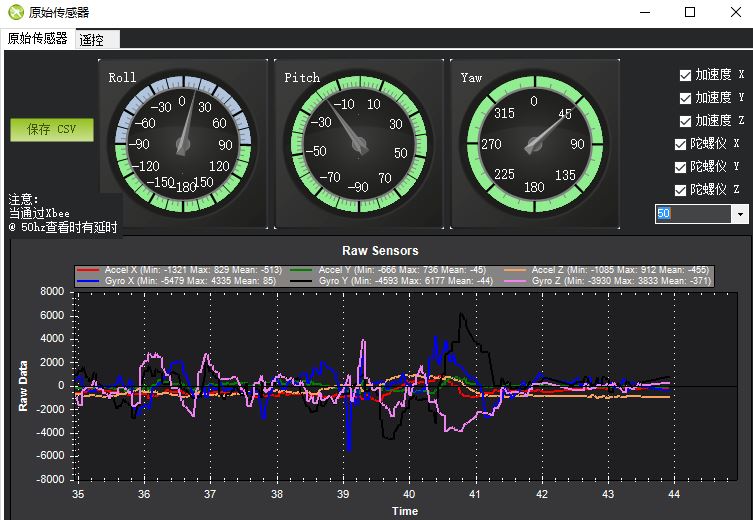 原始传感器
原始传感器 遥控
保存 CSV
注意:
当通过Xbee
@ 50hz查看时有延时
Roll
0
-30 30
-60 60
-90 90
-120 120
-150 150
-180
Pitch
-10 10
-30 30
-50 50
-70 70
-90 90
Yaw
0
315 45
270 90
225 135
180
加速度 X
加速度 Y
加速度 Z
陀螺仪 X
陀螺仪 Y
陀螺仪 Z
50
Raw Sensors
Accel X (Min: -1321 Max: 829 Mean: -513) Accel Y (Min: -666 Max: 736 Mean: -45) Accel Z (Min: -1085 Max: 912 Mean: -455)
Gyro X (Min: -5479 Max: 4335 Mean: 85) Gyro Y (Min: -4593 Max: 6177 Mean: -44) Gyro Z (Min: -3930 Max: 3833 Mean: -371)
Raw Data
8000
6000
4000
2000
0
-2000
-4000
-6000
-8000
35 36 37 38 39 40 41 42 43 44
Time